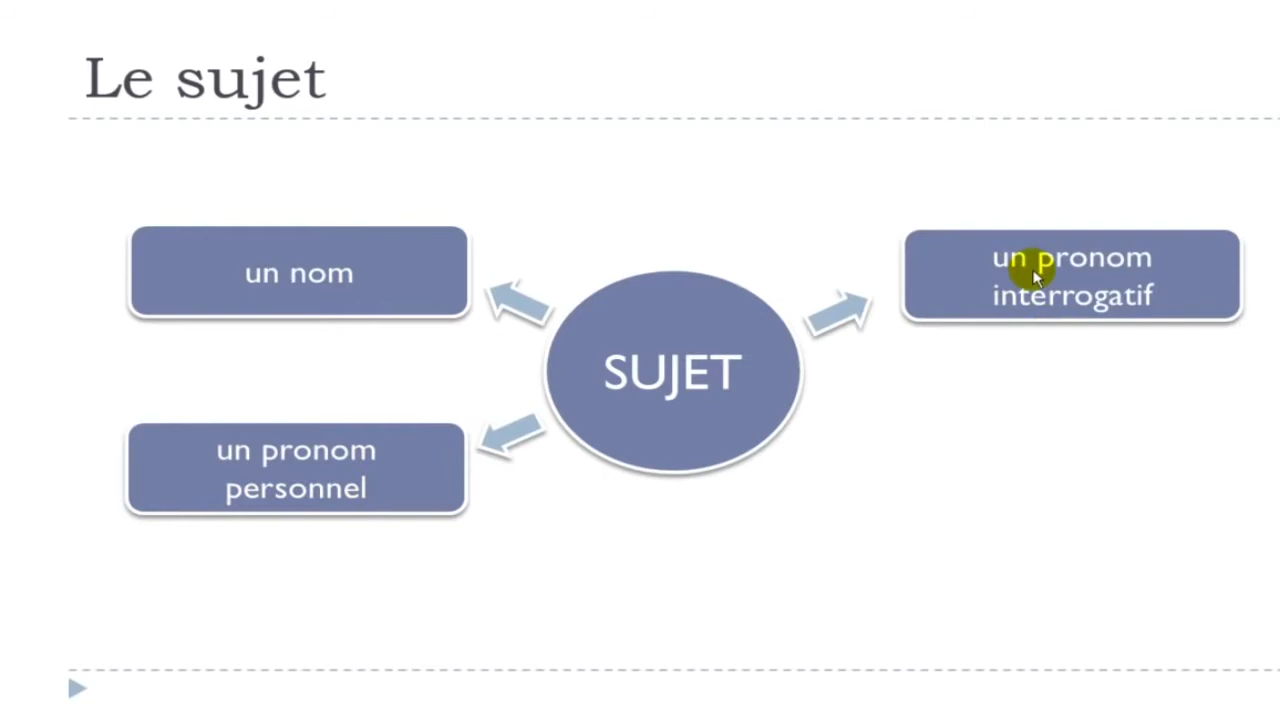 Le sujet
un nom
un pronom
interrogatif
SUJET
un pronom
personnel